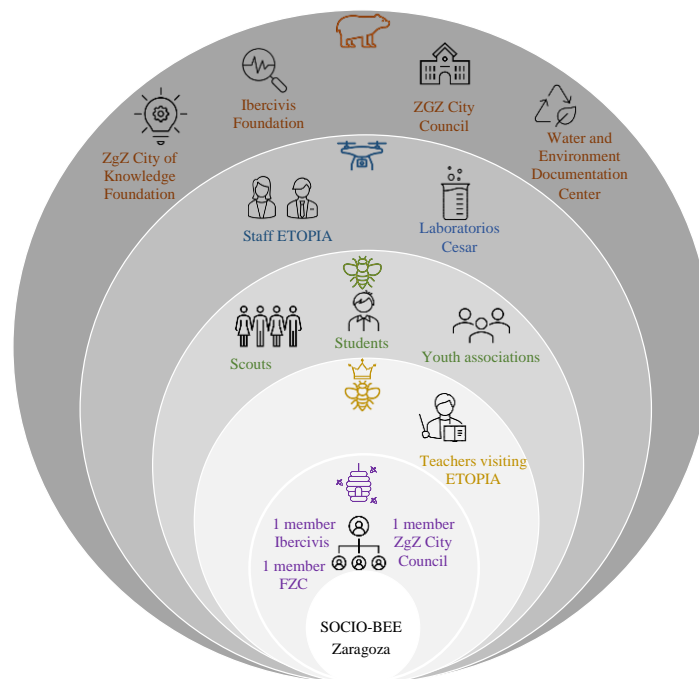 Ibercivis
Foundation
ZGZ City
Council
ZgZ City of
Knowledge
Foundation
Water and
Environment
Documentation
Center
Staff ETOPIA
Laboratorios
Cesar
Scouts
Students
Youth associations
Teachers visiting
ETOPIA
1 member
Ibercivis
1 member
ZgZ City
Council
1 member
FZC
SOCIO-BEE
Zaragoza